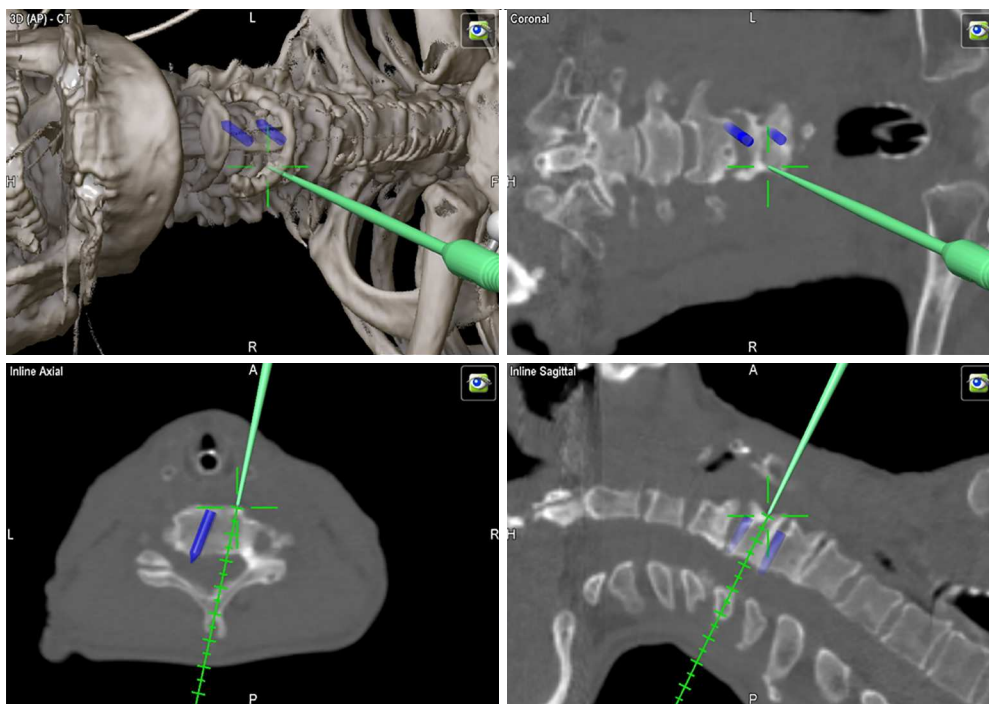 3D (AP) - CT
L
H
F
R
Coronal
L
H
R
Inline Axial
A
L
R
P
Inline Sagittal
A
H
P